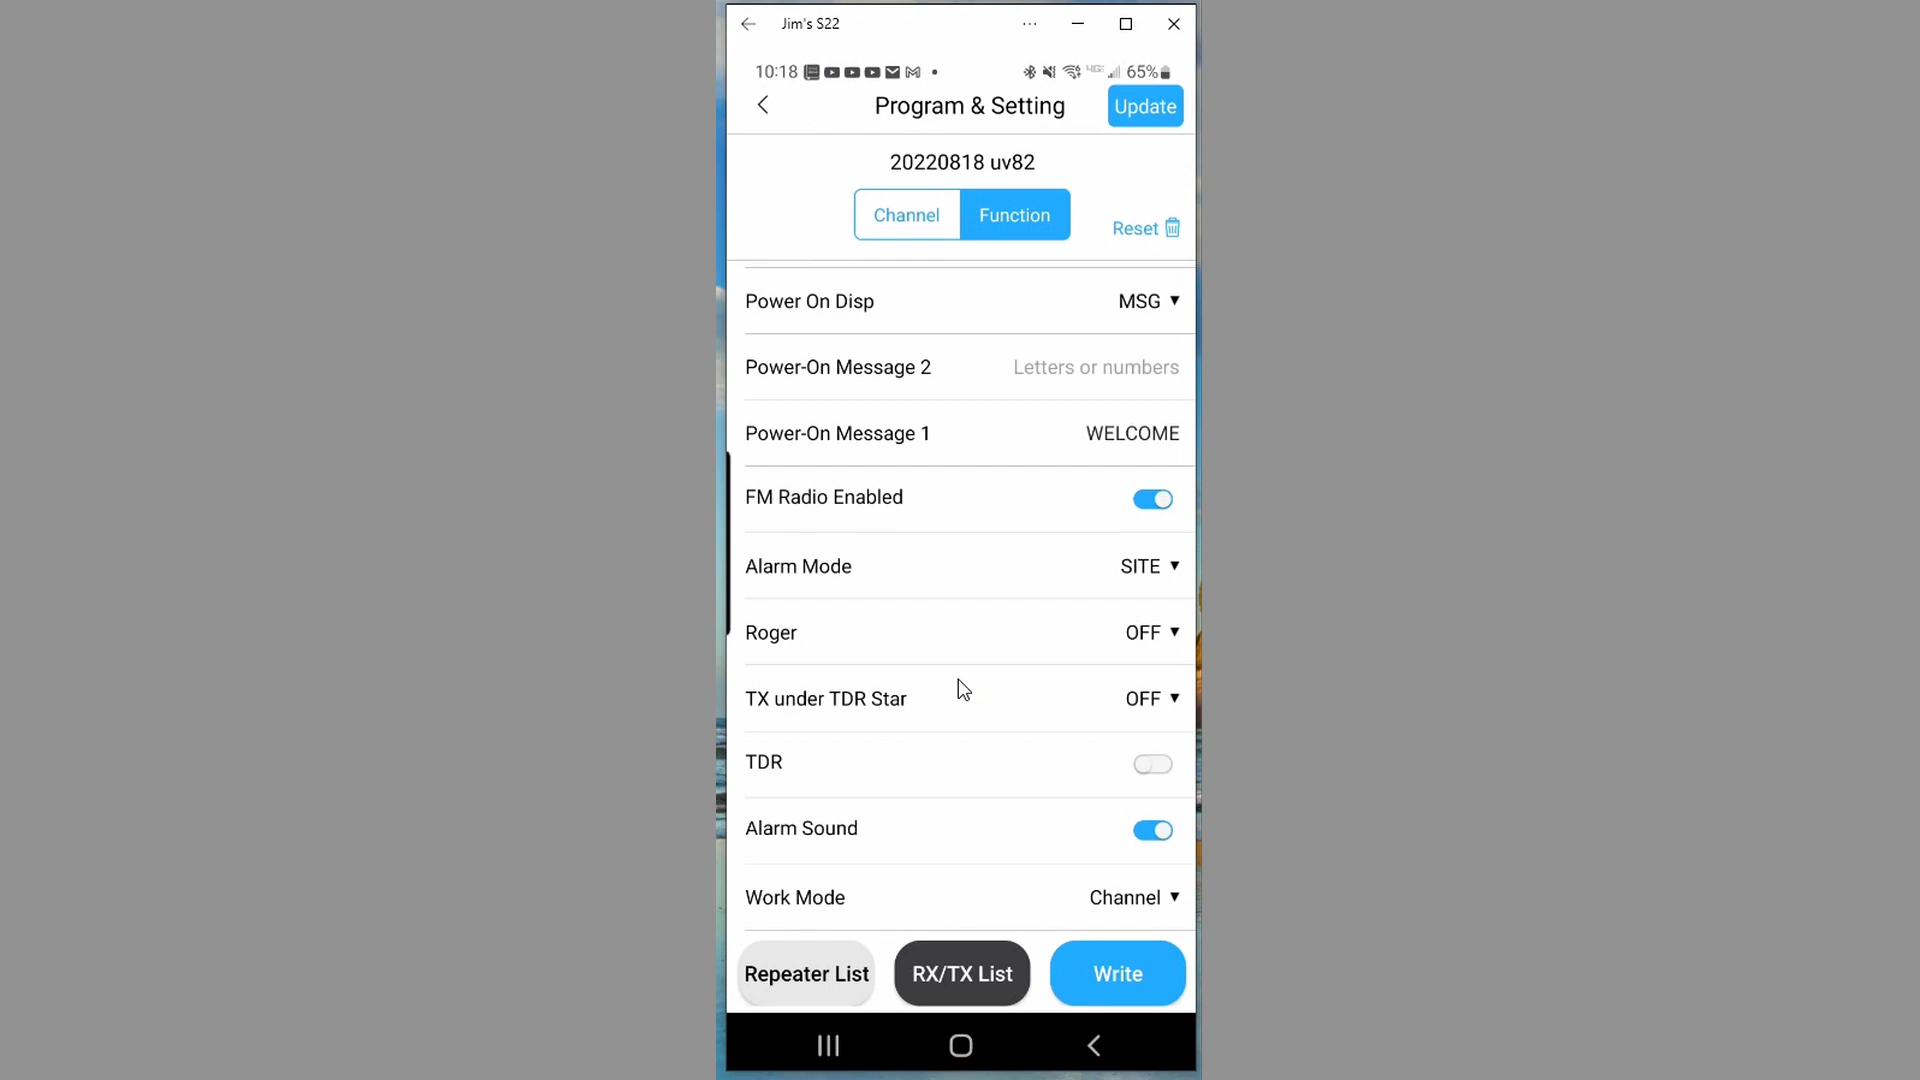 Jim's S22
10:18 65%
Program & Setting Update
20220818 uv82
Channel Function
Reset
Power On Disp MSG
Power-On Message 2 Letters or numbers
Power-On Message 1 WELCOME
FM Radio Enabled
Alarm Mode SITE
Roger OFF
TX under TDR Star OFF
TDR
Alarm Sound
Work Mode Channel
Repeater List RX/TX List Write